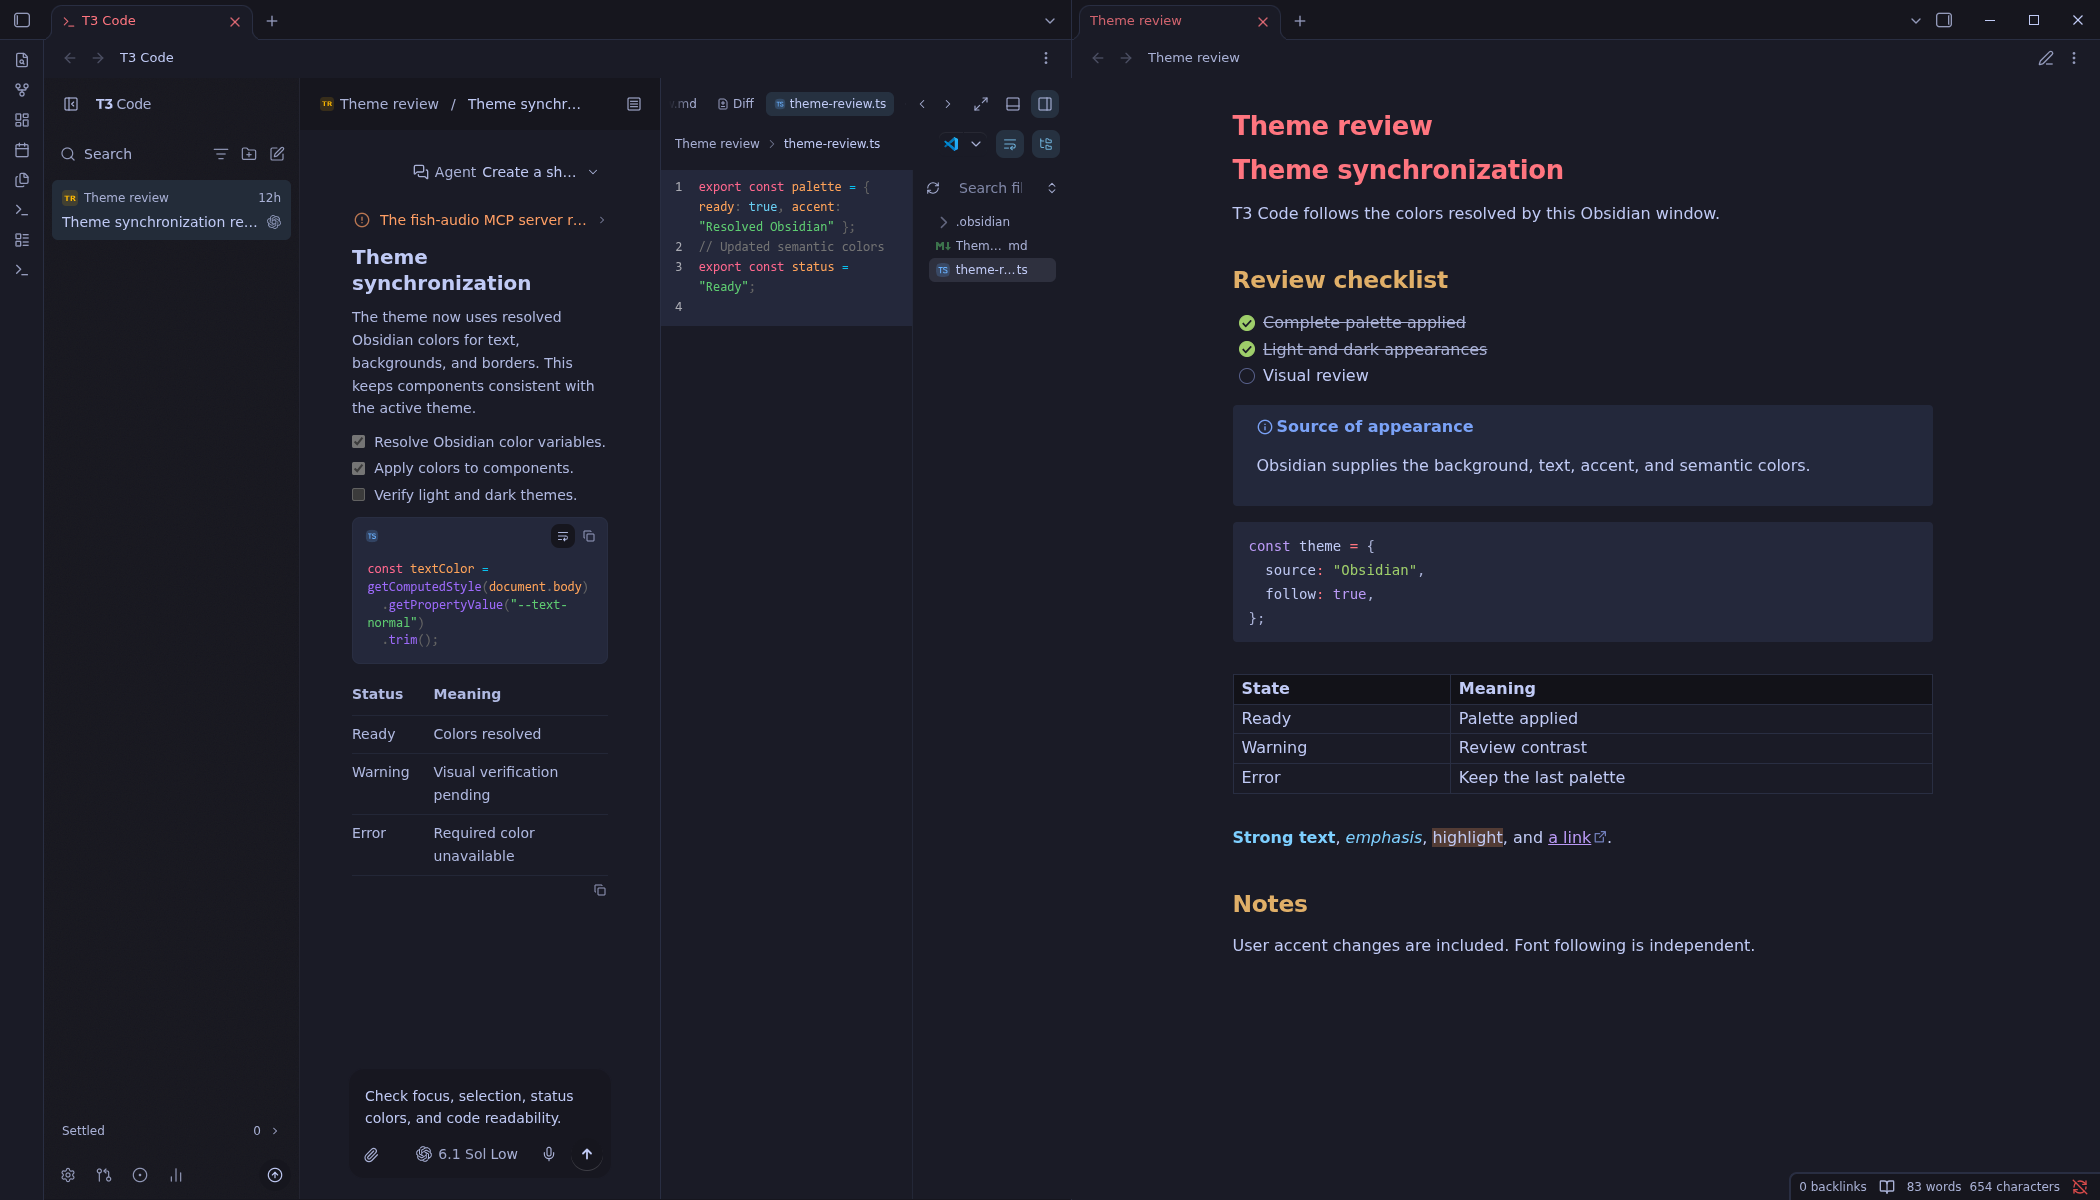 T3 Code
Theme review
T3 Code
Theme review
T3 Code
Search
TR Theme review 12h
Theme synchronization re...
Settled 0
TR Theme review / Theme synchr...
Agent Create a sh...
The fish-audio MCP server r...
Theme
synchronization
The theme now uses resolved
Obsidian colors for text,
backgrounds, and borders. This
keeps components consistent with
the active theme.
Resolve Obsidian color variables.
Apply colors to components.
Verify light and dark themes.
TS
const textColor =
getComputedStyle(document.body)
.getPropertyValue("--text-
normal")
.trim();
Status Meaning
Ready Colors resolved
Warning Visual verification
pending
Error Required color
unavailable
Check focus, selection, status
colors, and code readability.
6.1 Sol Low
.md Diff TS theme-review.ts
Theme review > theme-review.ts
1 export const palette = {
ready: true, accent:
"Resolved Obsidian" };
2 // Updated semantic colors
3 export const status =
"Ready";
4
Search fil
.obsidian
M Them... md
TS theme-r...ts
Theme review
Theme synchronization
T3 Code follows the colors resolved by this Obsidian window.
Review checklist
Complete palette applied
Light and dark appearances
Visual review
Source of appearance
Obsidian supplies the background, text, accent, and semantic colors.
const theme = {
source: "Obsidian",
follow: true,
};
State Meaning
Ready Palette applied
Warning Review contrast
Error Keep the last palette
Strong text, emphasis, highlight, and a link.
Notes
User accent changes are included. Font following is independent.
0 backlinks 83 words 654 characters